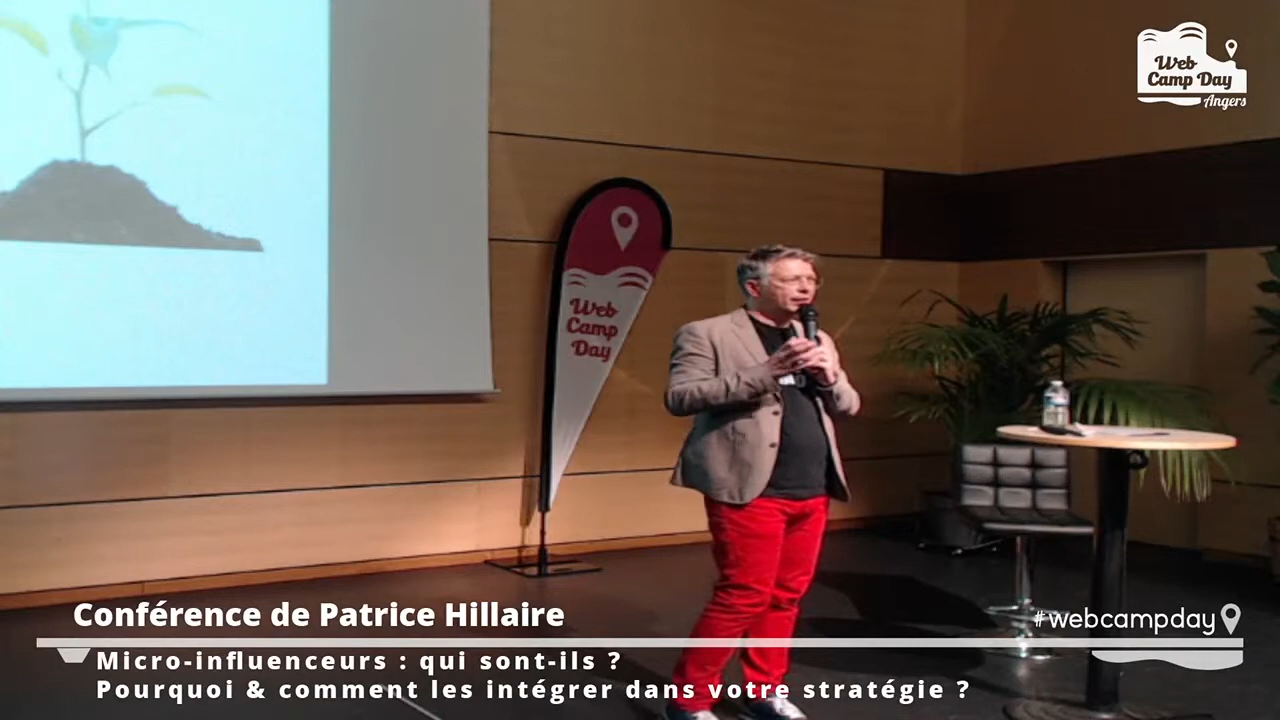 Web
Camp Day
Angers
Web
Camp
Day
Conférence de Patrice Hillaire
#webcampday
Micro-influenceurs : qui sont-ils ?
Pourquoi & comment les intégrer dans votre stratégie ?